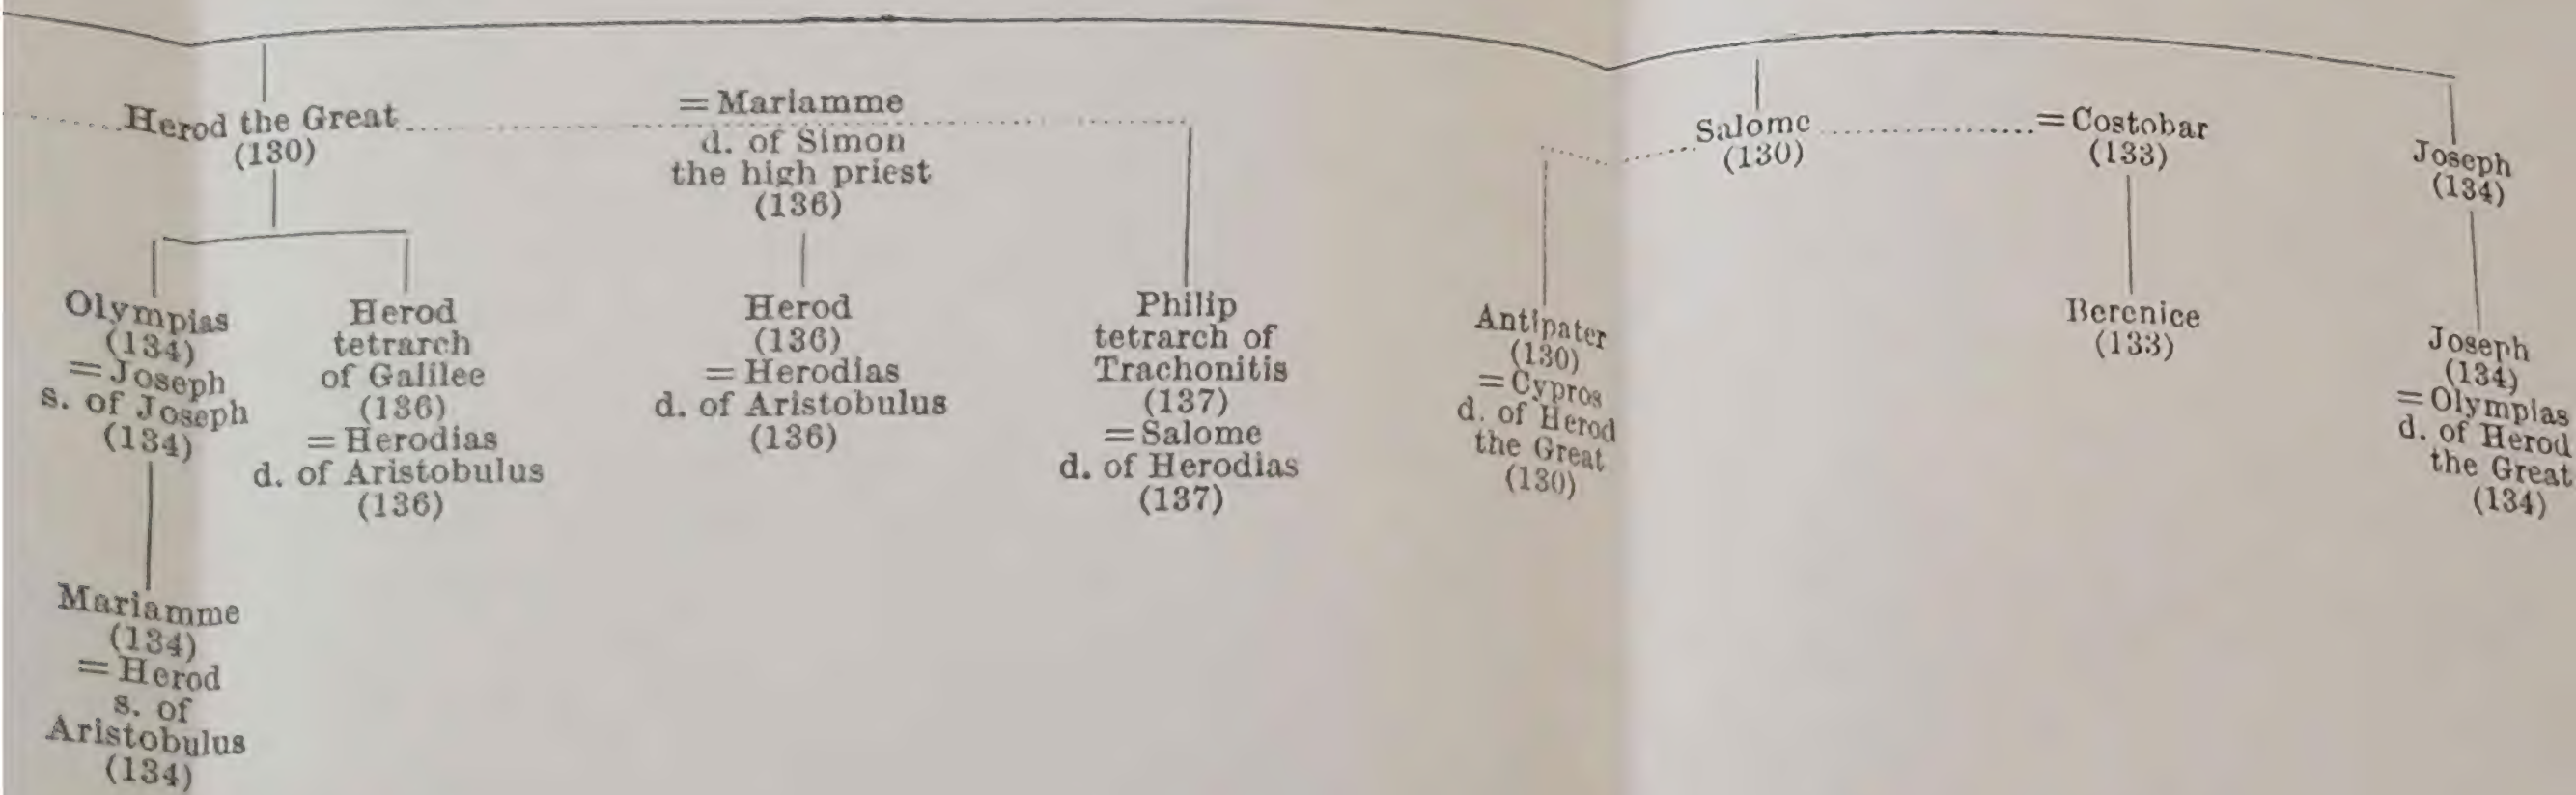 Herod the Great
(130)
= Mariamme
d. of Simon
the high priest
(136)
Salome
(130)
= Costobar
(133)
Joseph
(134)
Olympias
(134)
= Joseph
s. of Joseph
(134)
Herod
tetrarch
of Galilee
(136)
= Herodias
d. of Aristobulus
(136)
Herod
(136)
= Herodias
d. of Aristobulus
(136)
Philip
tetrarch of
Trachonitis
(137)
= Salome
d. of Herodias
(137)
Antipater
(130)
= Cypros
d. of Herod
the Great
(130)
Berenice
(133)
Joseph
(134)
= Olympias
d. of Herod
the Great
(134)
Mariamme
(134)
= Herod
s. of
Aristobulus
(134)